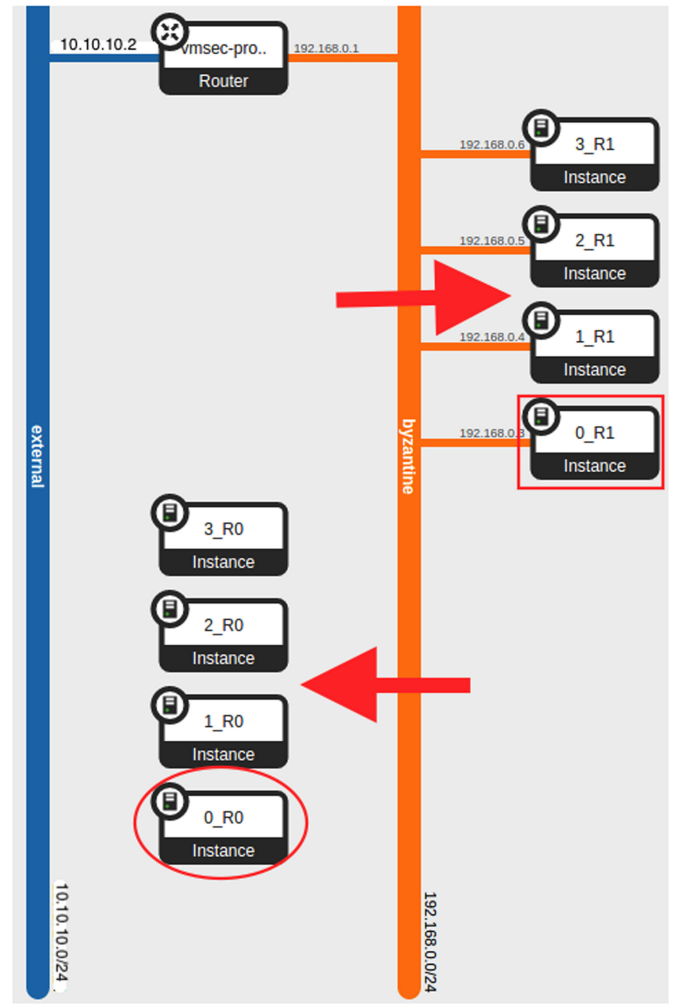 10.10.10.2
vmsec-pro..
Router
192.168.0.1
192.168.0.6
3_R1
Instance
192.168.0.5
2_R1
Instance
192.168.0.4
1_R1
Instance
192.168.0.3
0_R1
Instance
external
byzantine
3_R0
Instance
2_R0
Instance
1_R0
Instance
0_R0
Instance
10.10.10.0/24
192.168.0.0/24